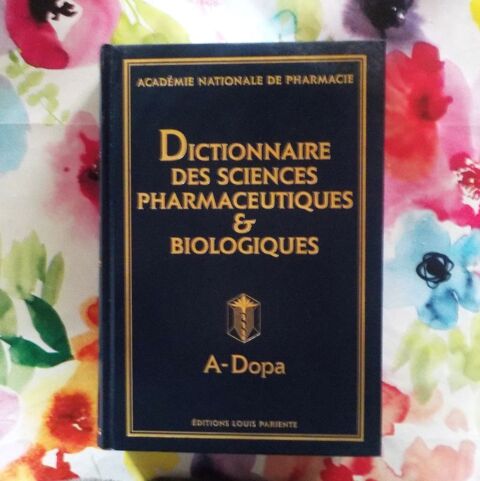 ACADÉMIE NATIONALE DE PHARMACIE
DICTIONNAIRE
DES SCIENCES
PHARMACEUTIQUES
&
BIOLOGIQUES
A-DOPA
ÉDITIONS LOUIS PARIENTE